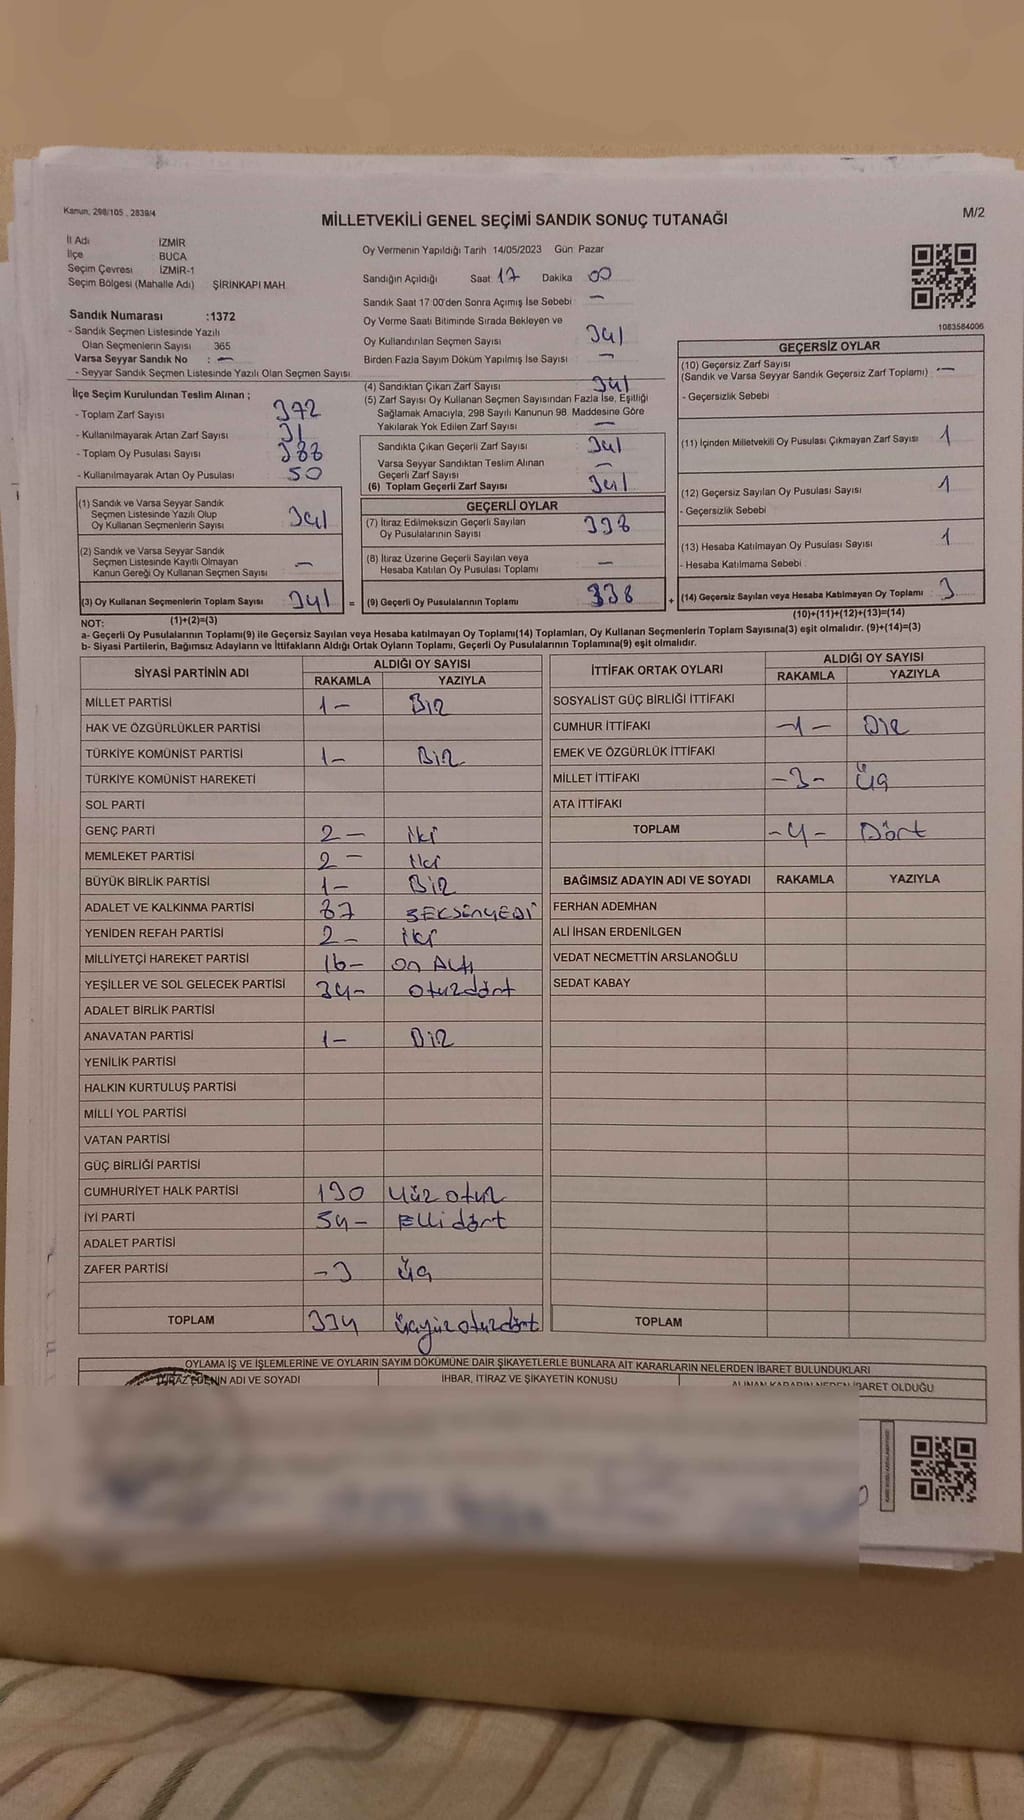 Kanun: 298/105 , 2839/4
MİLLETVEKİLİ GENEL SEÇİMİ SANDIK SONUÇ TUTANAĞI
M/2
İl Adı İZMİR
İlçe BUCA
Seçim Çevresi İZMİR-1
Seçim Bölgesi (Mahalle Adı) ŞİRİNKAPI MAH.
Oy Vermenin Yapıldığı Tarih 14/05/2023 Gün: Pazar
Sandığın Açıldığı Saat 17 Dakika 00
Sandık Saat 17:00'den Sonra Açımış İse Sebebi : —
Oy Verme Saati Bitiminde Sırada Bekleyen ve
Oy Kullandırılan Seçmen Sayısı : 341
Birden Fazla Sayım Döküm Yapılmış İse Sayısı : —
1083584006
Sandık Numarası :1372
- Sandık Seçmen Listesinde Yazılı
Olan Seçmenlerin Sayısı 365
Varsa Seyyar Sandık No : —
- Seyyar Sandık Seçmen Listesinde Yazılı Olan Seçmen Sayısı:
İlçe Seçim Kurulundan Teslim Alınan ;
- Toplam Zarf Sayısı : 372
- Kullanılmayarak Artan Zarf Sayısı : 31
- Toplam Oy Pusulası Sayısı : 388
- Kullanılmayarak Artan Oy Pusulası : 50
(1) Sandık ve Varsa Seyyar Sandık
Seçmen Listesinde Yazılı Olup
Oy Kullanan Seçmenlerin Sayısı : 341
(2) Sandık ve Varsa Seyyar Sandık
Seçmen Listesinde Kayıtlı Olmayan
Kanun Gereği Oy Kullanan Seçmen Sayısı : —
(3) Oy Kullanan Seçmenlerin Toplam Sayısı : 341 =
(1)+(2)=(3)
(4) Sandıktan Çıkan Zarf Sayısı : 341
(5) Zarf Sayısı Oy Kullanan Seçmen Sayısından Fazla İse, Eşitliği
Sağlamak Amacıyla, 298 Sayılı Kanunun 98. Maddesine Göre
Yakılarak Yok Edilen Zarf Sayısı : —
Sandıkta Çıkan Geçerli Zarf Sayısı : 341
Varsa Seyyar Sandıktan Teslim Alınan
Geçerli Zarf Sayısı : —
(6) Toplam Geçerli Zarf Sayısı : 341
GEÇERLİ OYLAR
(7) İtiraz Edilmeksizin Geçerli Sayılan
Oy Pusulalarının Sayısı : 338
(8) İtiraz Üzerine Geçerli Sayılan veya
Hesaba Katılan Oy Pusulası Toplamı : —
(9) Geçerli Oy Pusulalarının Toplamı : 338 +
GEÇERSİZ OYLAR
(10) Geçersiz Zarf Sayısı
(Sandık ve Varsa Seyyar Sandık Geçersiz Zarf Toplamı) : —
- Geçersizlik Sebebi :
(11) İçinden Milletvekili Oy Pusulası Çıkmayan Zarf Sayısı : 1
(12) Geçersiz Sayılan Oy Pusulası Sayısı : 1
- Geçersizlik Sebebi :
(13) Hesaba Katılmayan Oy Pusulası Sayısı : 1
- Hesaba Katılmama Sebebi :
(14) Geçersiz Sayılan veya Hesaba Katılmayan Oy Toplamı : 3
(10)+(11)+(12)+(13)=(14)
NOT:
a- Geçerli Oy Pusulalarının Toplamı(9) ile Geçersiz Sayılan veya Hesaba katılmayan Oy Toplamı(14) Toplamları, Oy Kullanan Seçmenlerin Toplam Sayısına(3) eşit olmalıdır. (9)+(14)=(3)
b- Siyasi Partilerin, Bağımsız Adayların ve İttifakların Aldığı Ortak Oyların Toplamı, Geçerli Oy Pusulalarının Toplamına(9) eşit olmalıdır.
SİYASİ PARTİNİN ADI ALDIĞI OY SAYISI
RAKAMLA YAZIYLA
MİLLET PARTİSİ 1- Bir
HAK VE ÖZGÜRLÜKLER PARTİSİ
TÜRKİYE KOMÜNİST PARTİSİ 1- Bir
TÜRKİYE KOMÜNİST HAREKETİ
SOL PARTİ
GENÇ PARTİ 2- iki
MEMLEKET PARTİSİ 2- iki
BÜYÜK BİRLİK PARTİSİ 1- Bir
ADALET VE KALKINMA PARTİSİ 87 SEKSENYEDİ
YENİDEN REFAH PARTİSİ 2- iki
MİLLİYETÇİ HAREKET PARTİSİ 16- on Altı
YEŞİLLER VE SOL GELECEK PARTİSİ 34- otuzdört
ADALET BİRLİK PARTİSİ
ANAVATAN PARTİSİ 1- Bir
YENİLİK PARTİSİ
HALKIN KURTULUŞ PARTİSİ
MİLLİ YOL PARTİSİ
VATAN PARTİSİ
GÜÇ BİRLİĞİ PARTİSİ
CUMHURİYET HALK PARTİSİ 130 Yüz otuz
İYİ PARTİ 54- Elli dört
ADALET PARTİSİ
ZAFER PARTİSİ -3 üç
TOPLAM 334 üçyüz otuzdört
İTTİFAK ORTAK OYLARI ALDIĞI OY SAYISI
RAKAMLA YAZIYLA
SOSYALİST GÜÇ BİRLİĞİ İTTİFAKI
CUMHUR İTTİFAKI -1- Bir
EMEK VE ÖZGÜRLÜK İTTİFAKI
MİLLET İTTİFAKI -3- Üç
ATA İTTİFAKI
TOPLAM -4- Dört
BAĞIMSIZ ADAYIN ADI VE SOYADI RAKAMLA YAZIYLA
FERHAN ADEMHAN
ALİ İHSAN ERDENİLGEN
VEDAT NECMETTİN ARSLANOĞLU
SEDAT KABAY
TOPLAM
OYLAMA İŞ VE İŞLEMLERİNE VE OYLARIN SAYIM DÖKÜMÜNE DAİR ŞİKAYETLERLE BUNLARA AİT KARARLARIN NELERDEN İBARET BULUNDUKLARI
İTİRAZ EDENİN ADI VE SOYADI İHBAR, İTİRAZ VE ŞİKAYETİN KONUSU ALINAN KARARIN NEDEN İBARET OLDUĞU